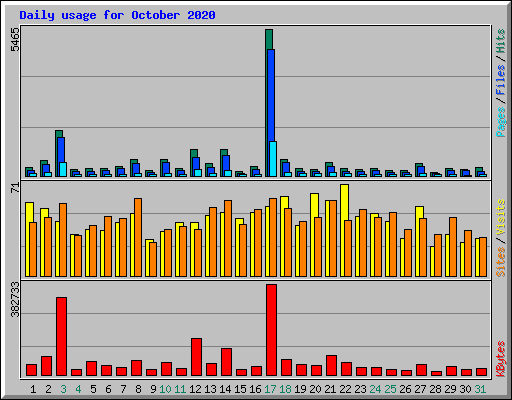 Daily usage for October 2020
5465
Pages / Files / Hits
71
Sites / Visits
382733
KBytes
1 2 3 4 5 6 7 8 9 10 11 12 13 14 15 16 17 18 19 20 21 22 23 24 25 26 27 28 29 30 31